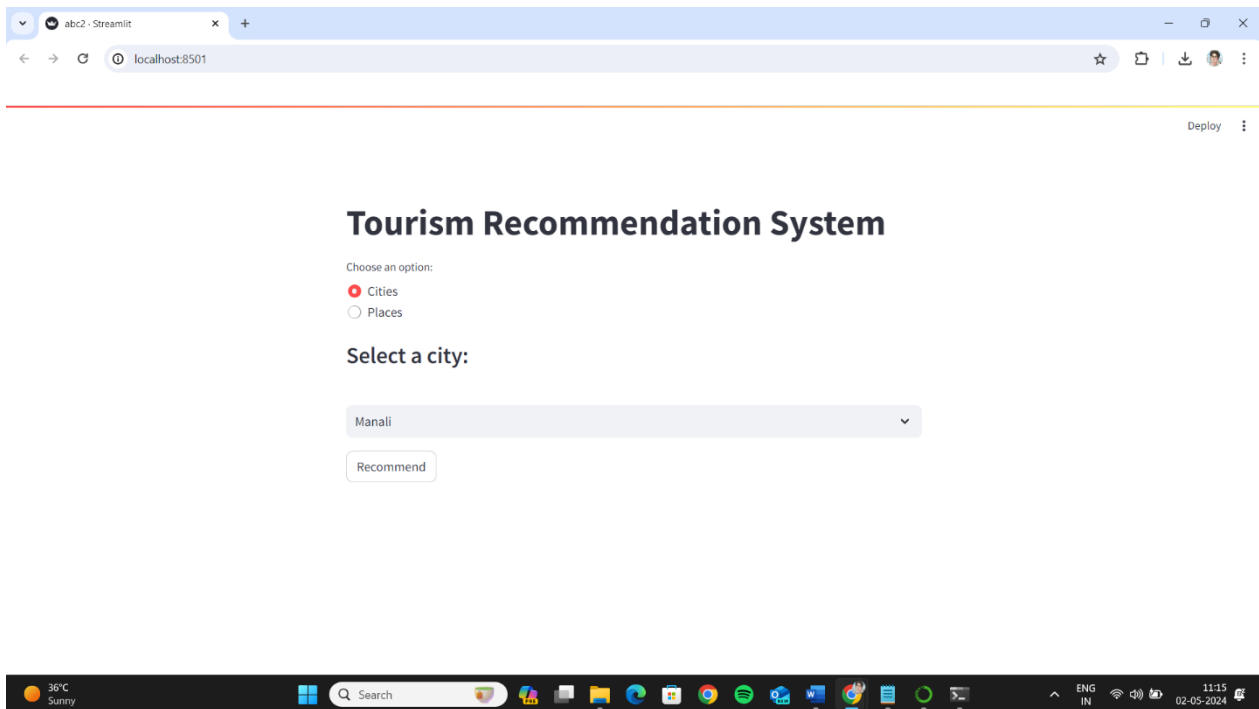 abc2 · Streamlit
localhost:8501
Deploy
Tourism Recommendation System
Choose an option:
Cities
Places
Select a city:
Manali
Recommend
36°C
Sunny
Search
ENG
IN
11:15
02-05-2024